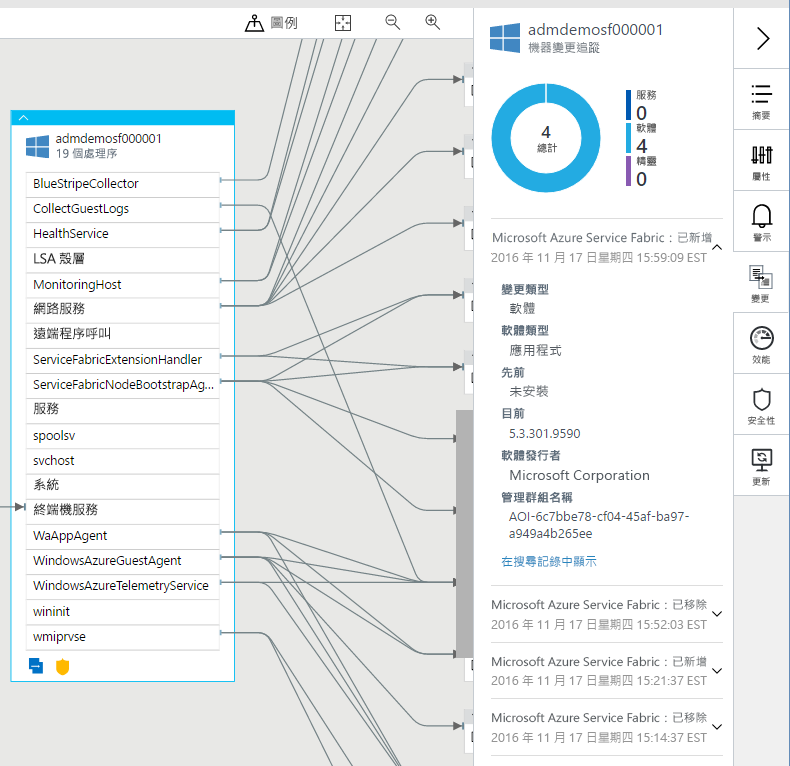 圖例
admdemosf000001
19 個處理序
BlueStripeCollector
CollectGuestLogs
HealthService
LSA 殼層
MonitoringHost
網路服務
遠端程序呼叫
ServiceFabricExtensionHandler
ServiceFabricNodeBootstrapAg...
服務
spoolsv
svchost
系統
終端機服務
WaAppAgent
WindowsAzureGuestAgent
WindowsAzureTelemetryService
wininit
wmiprvse
admdemosf000001
機器變更追蹤
4
總計
服務
0
軟體
4
精靈
0
Microsoft Azure Service Fabric：已新增
2016 年 11 月 17 日星期四 15:59:09 EST
變更類型
軟體
軟體類型
應用程式
先前
未安裝
目前
5.3.301.9590
軟體發行者
Microsoft Corporation
管理群組名稱
AOI-6c7bbe78-cf04-45af-ba97-
a949a4b265ee
在搜尋記錄中顯示
Microsoft Azure Service Fabric：已移除
2016 年 11 月 17 日星期四 15:52:03 EST
Microsoft Azure Service Fabric：已新增
2016 年 11 月 17 日星期四 15:21:37 EST
Microsoft Azure Service Fabric：已移除
2016 年 11 月 17 日星期四 15:14:37 EST
摘要
屬性
警示
變更
效能
安全性
更新